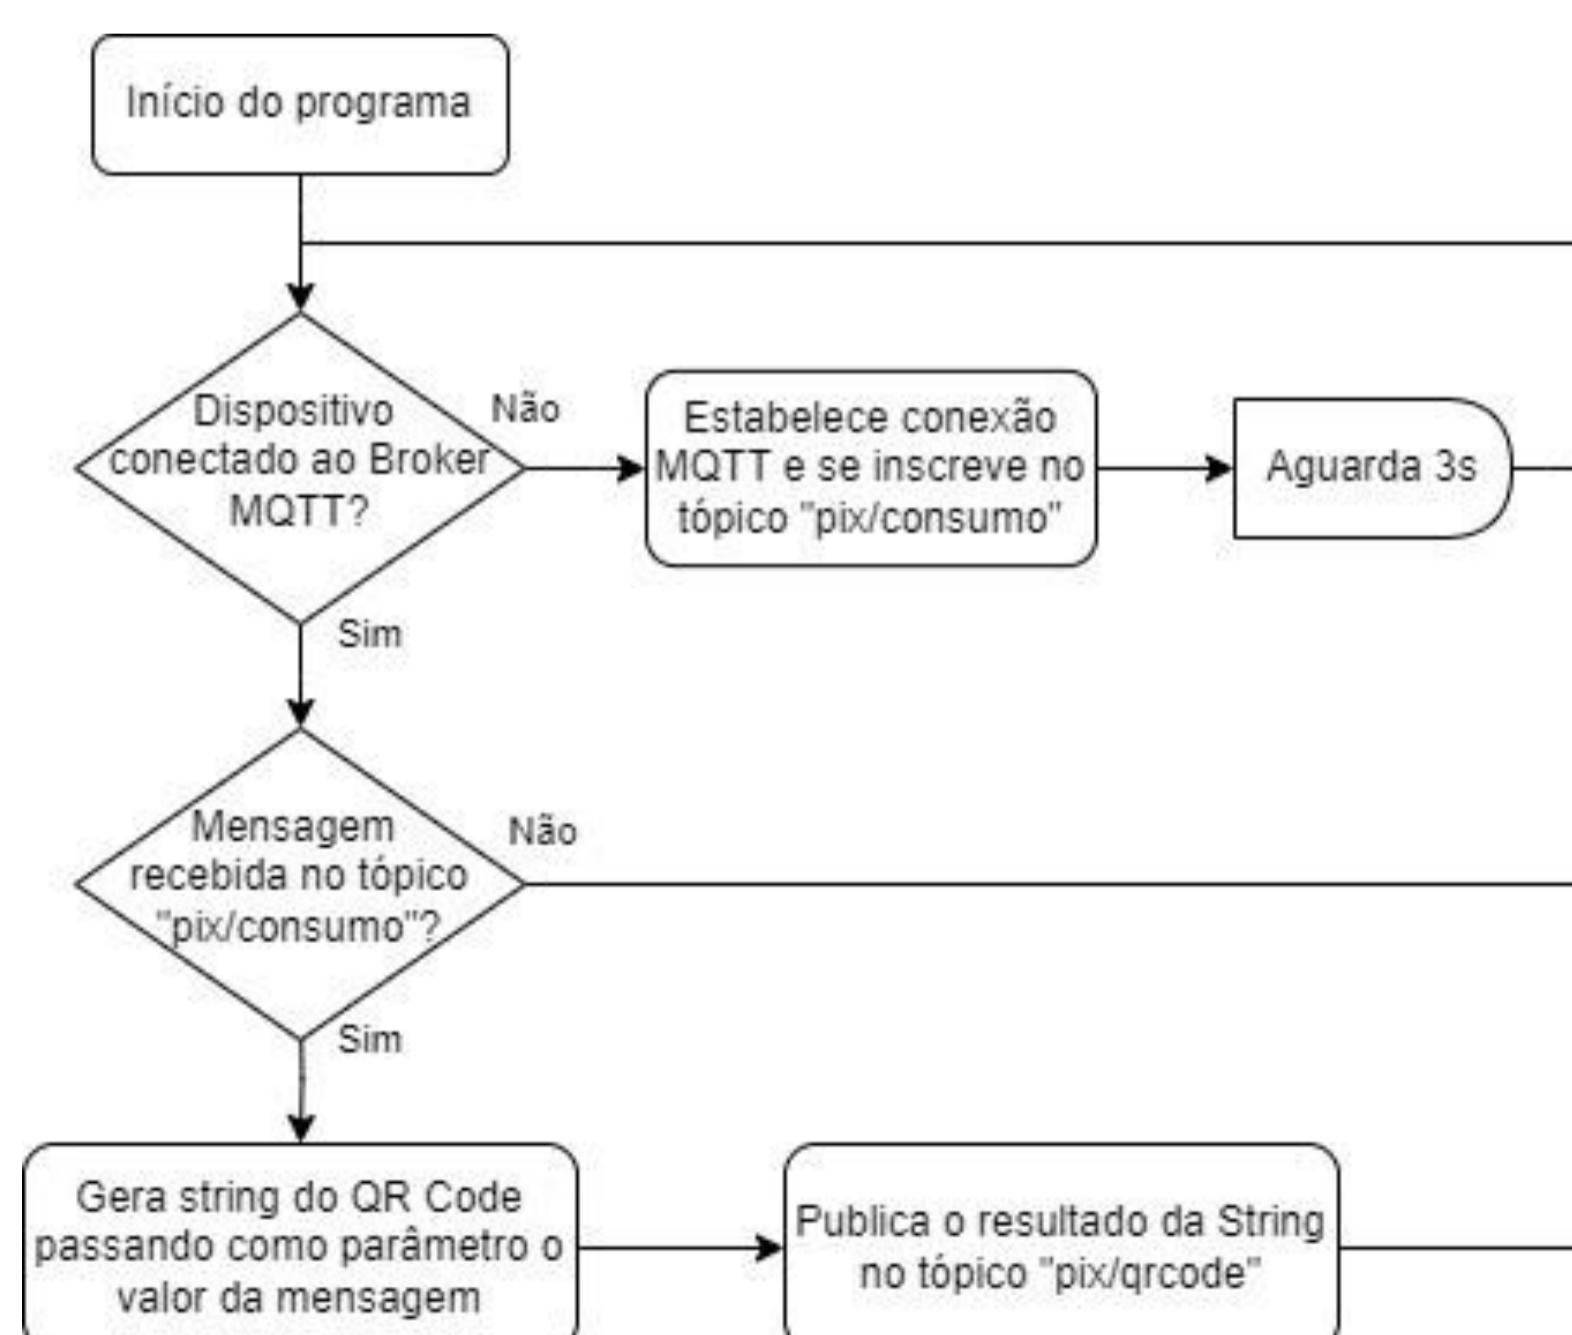 Início do programa
Dispositivo
conectado ao Broker
MQTT?
Não
Estabelece conexão
MQTT e se inscreve no
tópico "pix/consumo"
Aguarda 3s
Sim
Mensagem
recebida no tópico
"pix/consumo"?
Não
Sim
Gera string do QR Code
passando como parâmetro o
valor da mensagem
Publica o resultado da String
no tópico "pix/qrcode"